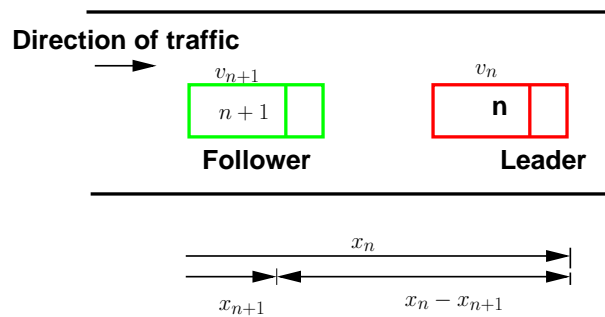 Direction of traffic
v_{n+1}
v_n
n + 1
n
Follower
Leader
x_n
x_{n+1}
x_n − x_{n+1}